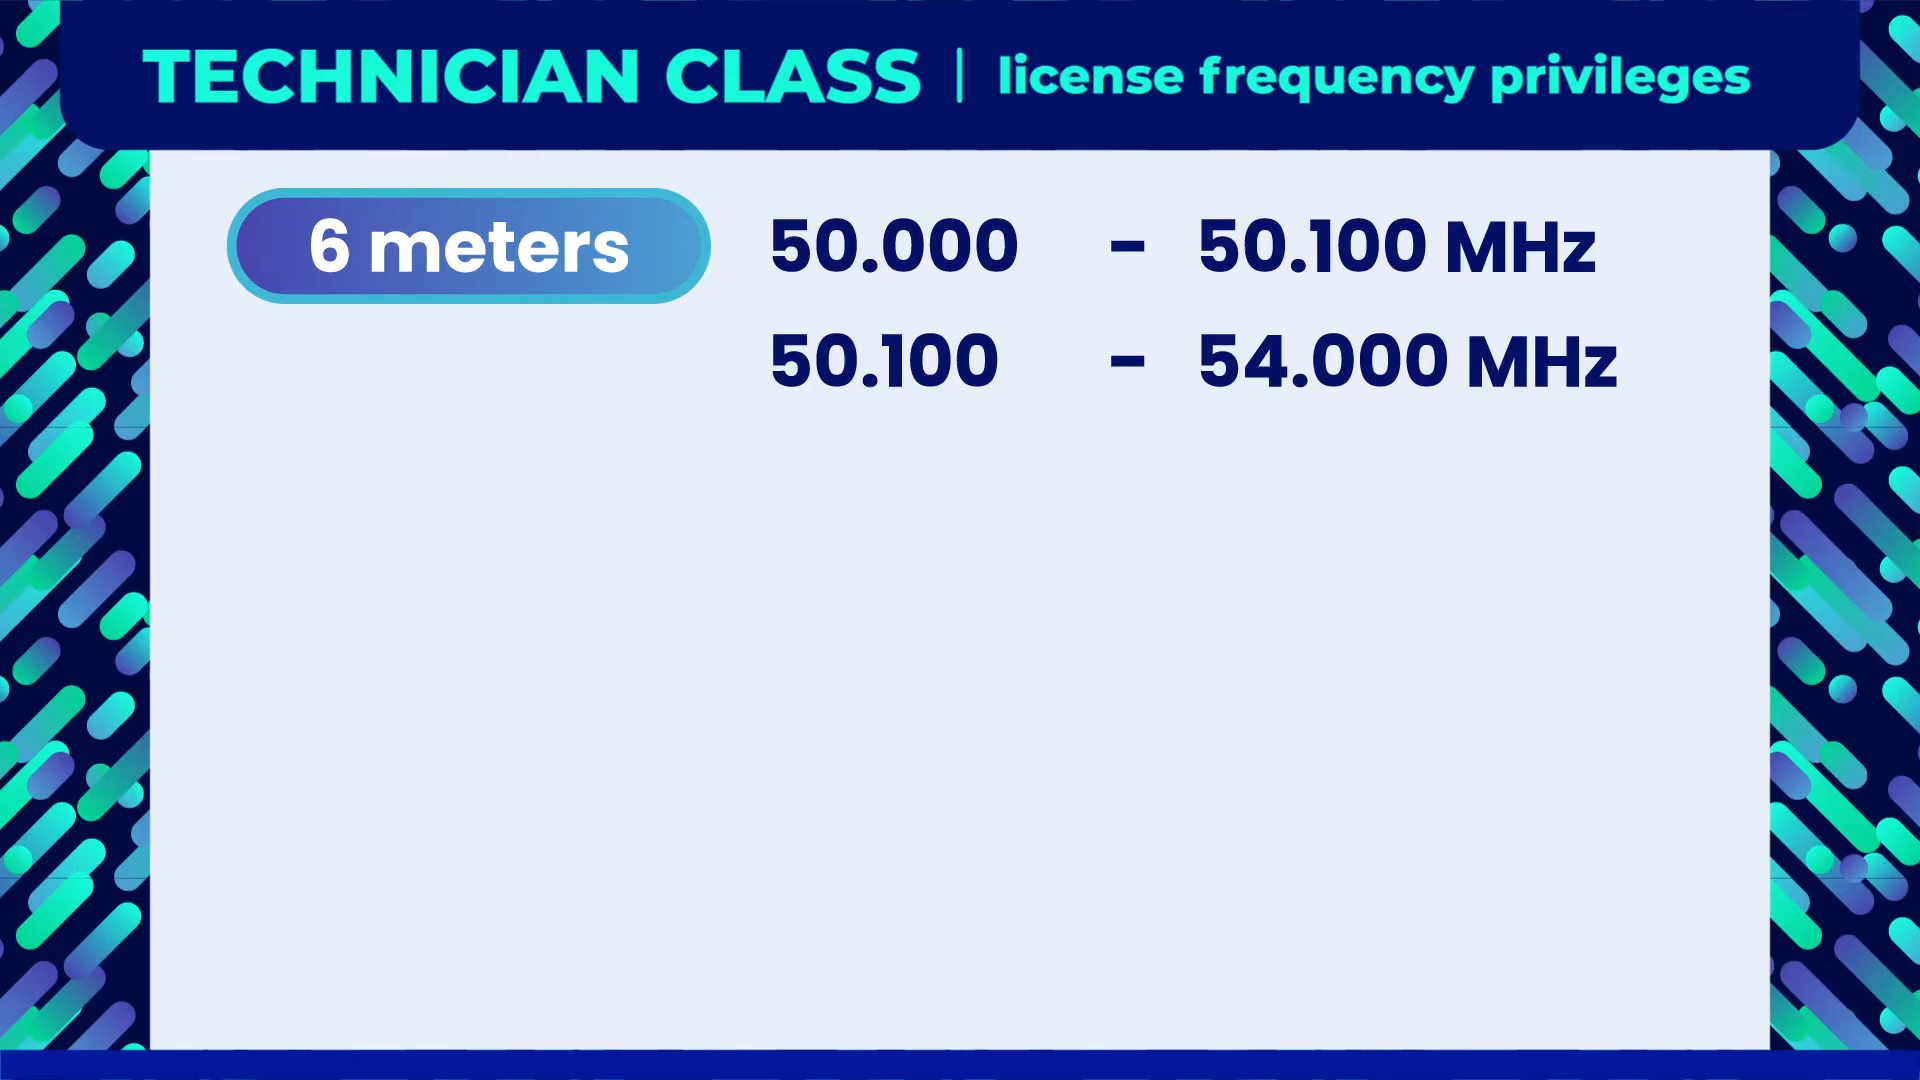 TECHNICIAN CLASS | license frequency privileges
6 meters 50.000 - 50.100 MHz
50.100 - 54.000 MHz